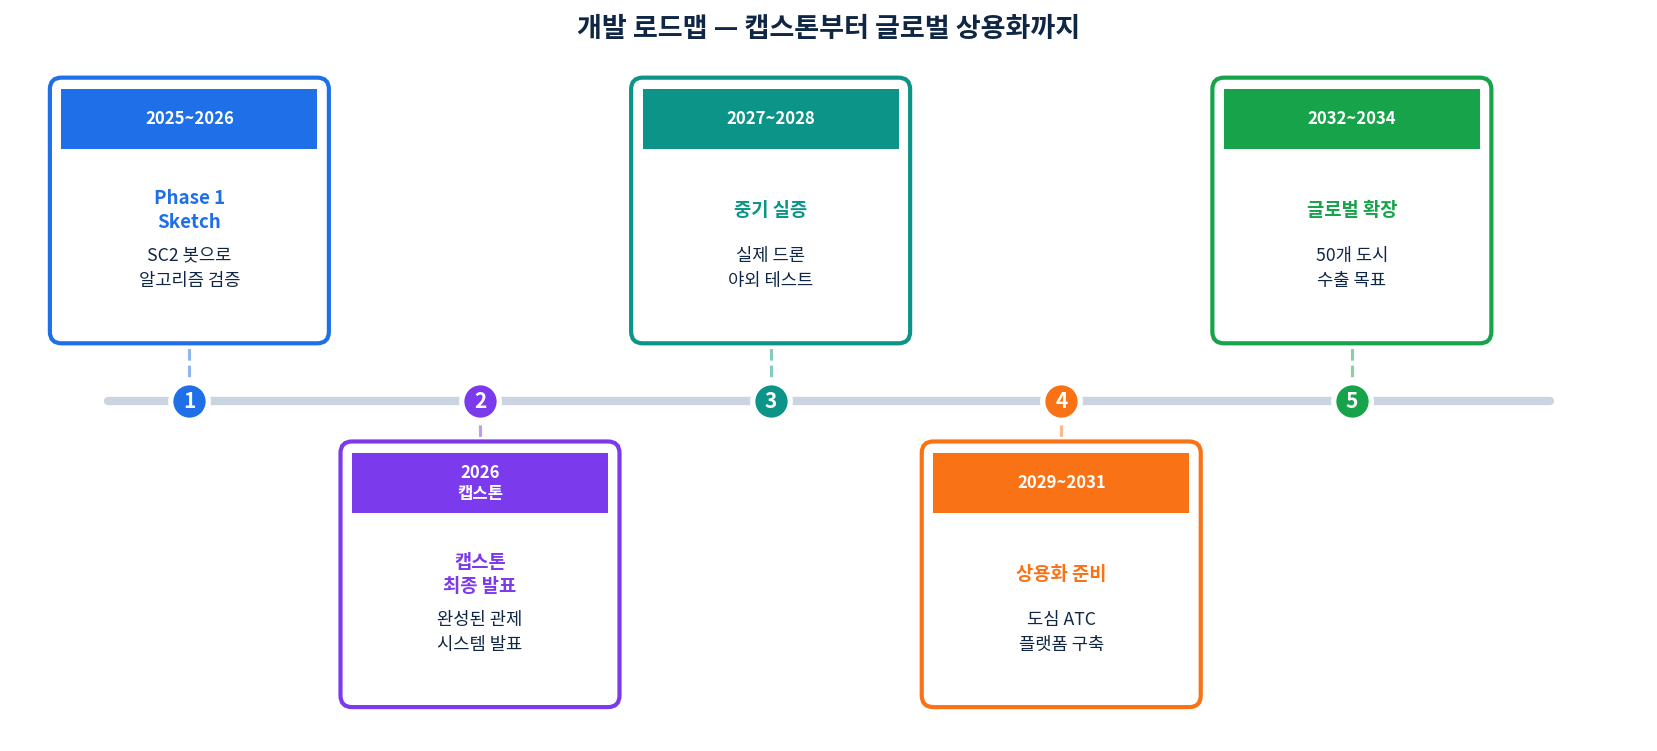 개발 로드맵 — 캡스톤부터 글로벌 상용화까지
2025~2026
Phase 1
Sketch
SC2 봇으로
알고리즘 검증
1
2026
캡스톤
캡스톤
최종 발표
완성된 관제
시스템 발표
2
2027~2028
중기 실증
실제 드론
야외 테스트
3
2029~2031
상용화 준비
도심 ATC
플랫폼 구축
4
2032~2034
글로벌 확장
50개 도시
수출 목표
5